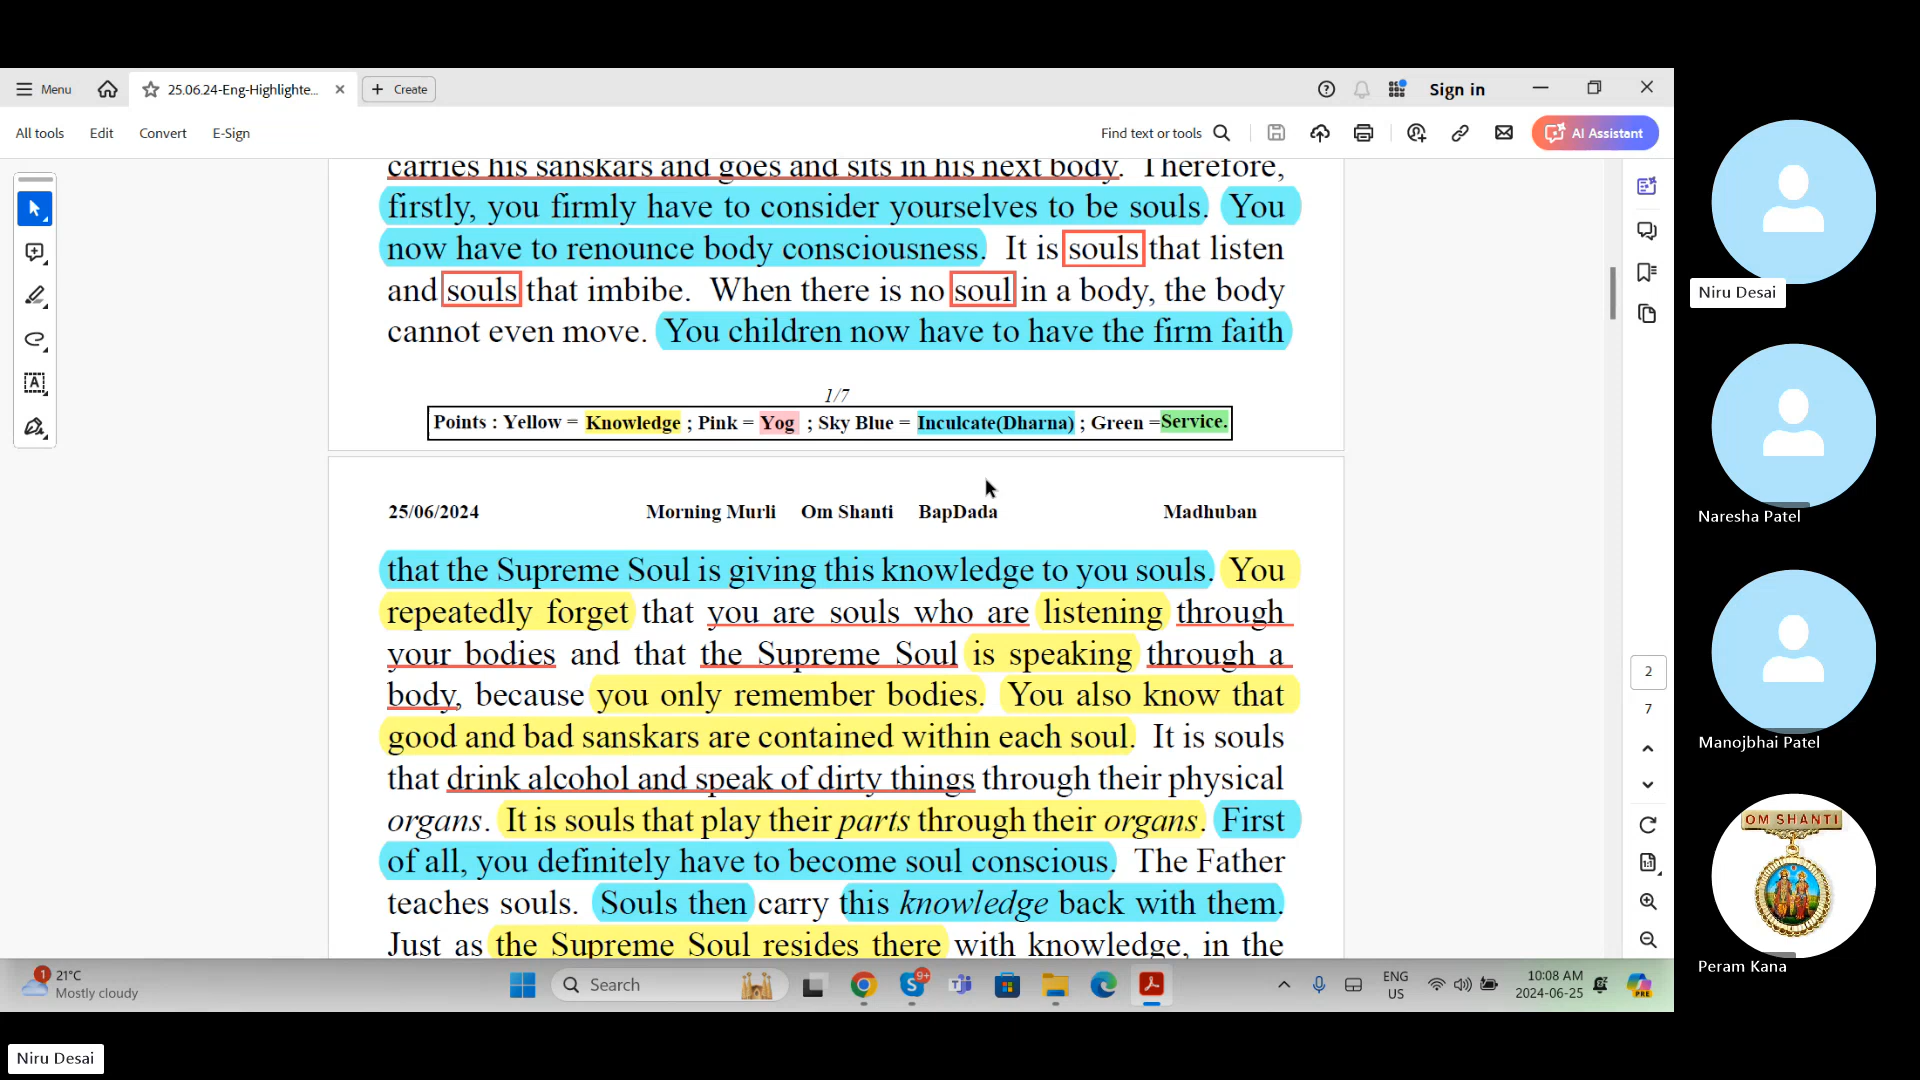 Menu
25.06.24-Eng-Highlighte...
Create
Sign in
All tools
Edit
Convert
E-Sign
Find text or tools
AI Assistant
carries his sanskars and goes and sits in his next body. Therefore,
firstly, you firmly have to consider yourselves to be souls. You
now have to renounce body consciousness. It is souls that listen
and souls that imbibe. When there is no soul in a body, the body
cannot even move. You children now have to have the firm faith
1/7
Points : Yellow = Knowledge ; Pink = Yog ; Sky Blue = Inculcate(Dharna) ; Green =Service.
25/06/2024 Morning Murli Om Shanti BapDada Madhuban
that the Supreme Soul is giving this knowledge to you souls. You
repeatedly forget that you are souls who are listening through
your bodies and that the Supreme Soul is speaking through a
body, because you only remember bodies. You also know that
good and bad sanskars are contained within each soul. It is souls
that drink alcohol and speak of dirty things through their physical
organs. It is souls that play their parts through their organs. First
of all, you definitely have to become soul conscious. The Father
teaches souls. Souls then carry this knowledge back with them.
Just as the Supreme Soul resides there with knowledge, in the
2
7
1
21°C
Mostly cloudy
Search
9+
ENG
US
10:08 AM
2024-06-25
PRE
Niru Desai
Naresha Patel
Manojbhai Patel
OM SHANTI
Peram Kana
Niru Desai